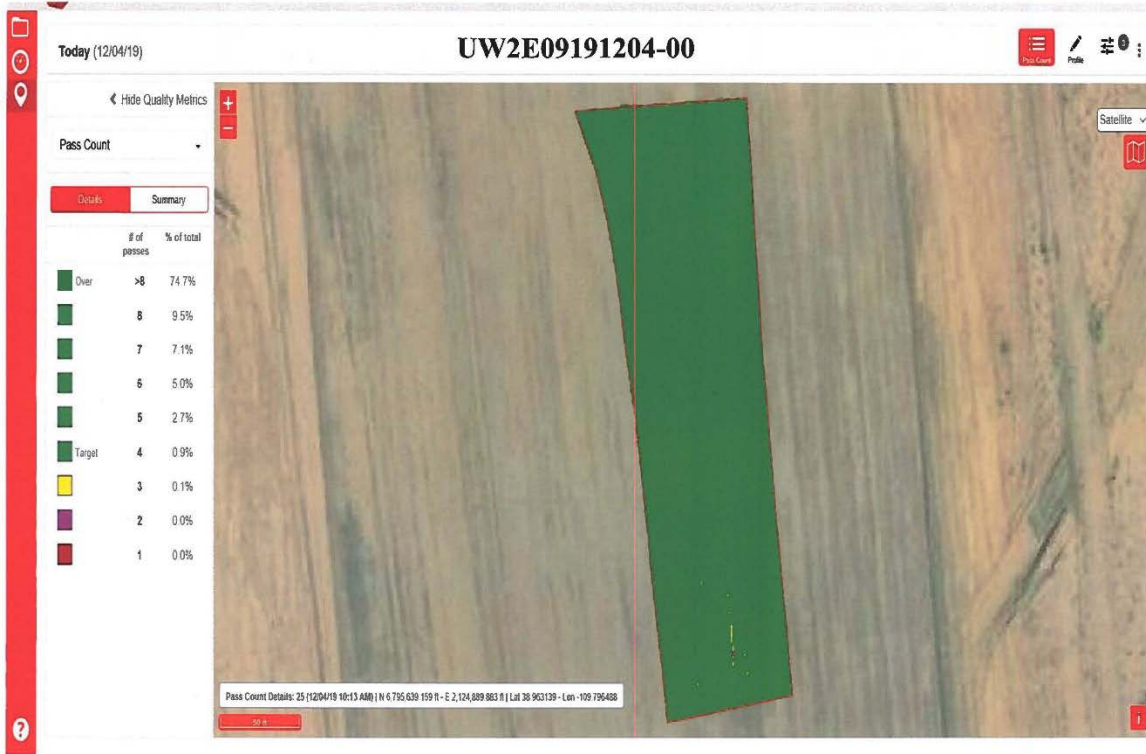 Today (12/04/19)
UW2E09191204-00
Pass Count
Profile
Hide Quality Metrics
Pass Count
Details
Summary
# of passes
% of total
Over >8 74.7%
8 9.5%
7 7.1%
6 5.0%
5 2.7%
Target 4 0.9%
3 0.1%
2 0.0%
1 0.0%
+
−
Satellite
Pass Count Details: 25 (12/04/19 10:13 AM) | N 6,795,639.159 ft - E 2,124,889.883 ft | Lat 38.963139 - Lon -109.796488
50 ft
?
i